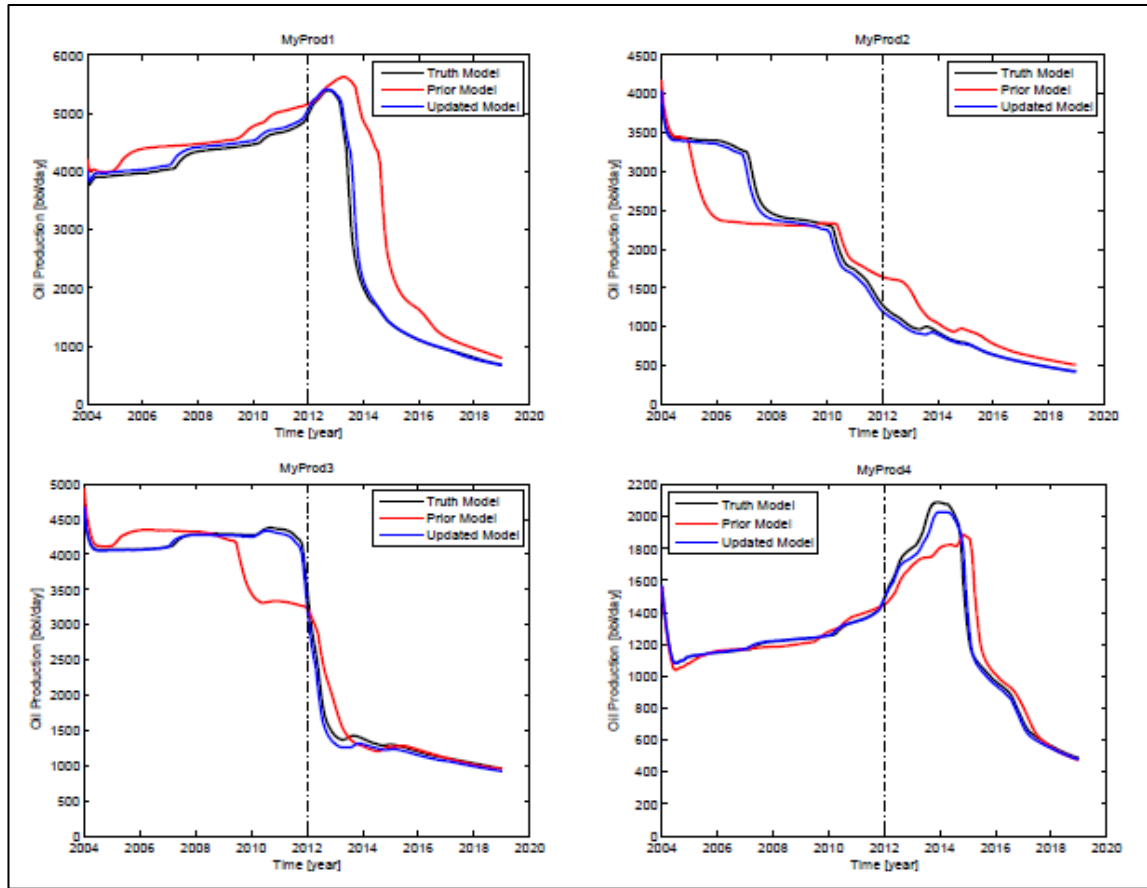 MyProd1
6000
5000
4000
3000
2000
1000
0
Oil Production [bbl/day]
Truth Model
Prior Model
Updated Model
2004 2006 2008 2010 2012 2014 2016 2018 2020
Time [year]
MyProd2
4500
4000
3500
3000
2500
2000
1500
1000
500
0
Oil Production [bbl/day]
Truth Model
Prior Model
Updated Model
2004 2006 2008 2010 2012 2014 2016 2018 2020
Time [year]
MyProd3
5000
4500
4000
3500
3000
2500
2000
1500
1000
500
0
Oil Production [bbl/day]
Truth Model
Prior Model
Updated Model
2004 2006 2008 2010 2012 2014 2016 2018 2020
Time [year]
MyProd4
2200
2000
1800
1600
1400
1200
1000
800
600
400
200
0
Oil Production [bbl/day]
Truth Model
Prior Model
Updated Model
2004 2006 2008 2010 2012 2014 2016 2018 2020
Time [year]